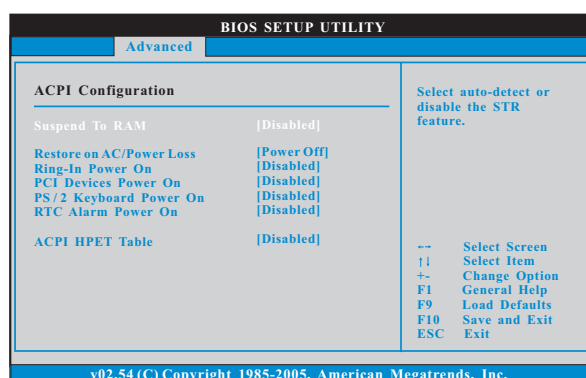 BIOS SETUP UTILITY
Advanced
ACPI Configuration
Suspend To RAM [Disabled]
Restore on AC/Power Loss [Power Off]
Ring-In Power On [Disabled]
PCI Devices Power On [Disabled]
PS / 2 Keyboard Power On [Disabled]
RTC Alarm Power On [Disabled]
ACPI HPET Table [Disabled]
Select auto-detect or
disable the STR
feature.
←→ Select Screen
↑↓ Select Item
+- Change Option
F1 General Help
F9 Load Defaults
F10 Save and Exit
ESC Exit
v02.54 (C) Copyright 1985-2005, American Megatrends, Inc.